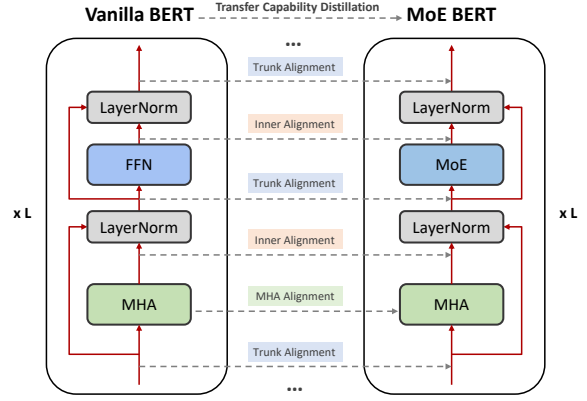 Vanilla BERT Transfer Capability Distillation MoE BERT
...
Trunk Alignment
LayerNorm LayerNorm
Inner Alignment
FFN MoE
Trunk Alignment
x L x L
LayerNorm LayerNorm
Inner Alignment
MHA MHA Alignment MHA
Trunk Alignment
...